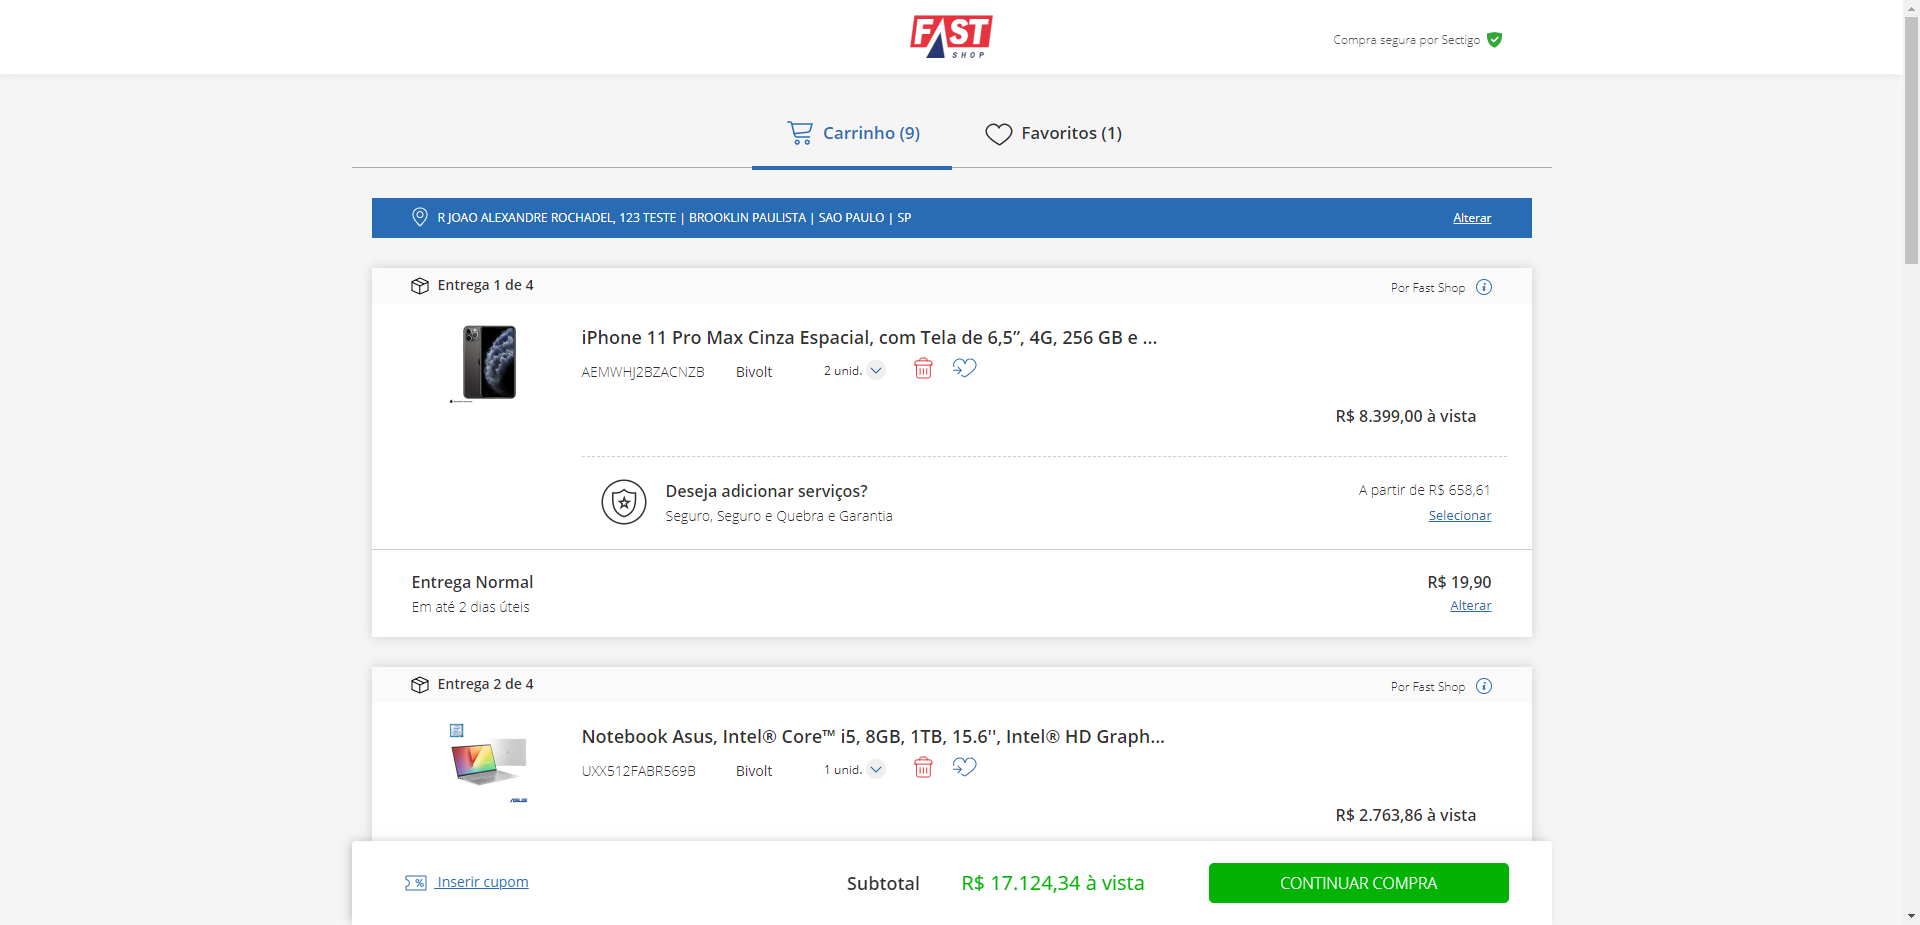 FAST
SHOP
Compra segura por Sectigo
Carrinho (9)
Favoritos (1)
R JOAO ALEXANDRE ROCHADEL, 123 TESTE | BROOKLIN PAULISTA | SAO PAULO | SP
Alterar
Entrega 1 de 4
Por Fast Shop
iPhone 11 Pro Max Cinza Espacial, com Tela de 6,5”, 4G, 256 GB e ...
AEMWHJ2BZACNZB
Bivolt
2 unid.
R$ 8.399,00 à vista
Deseja adicionar serviços?
A partir de R$ 658,61
Seguro, Seguro e Quebra e Garantia
Selecionar
Entrega Normal
R$ 19,90
Em até 2 dias úteis
Alterar
Entrega 2 de 4
Por Fast Shop
Notebook Asus, Intel® Core™ i5, 8GB, 1TB, 15.6'', Intel® HD Graph...
UXX512FABR569B
Bivolt
1 unid.
ASUS
R$ 2.763,86 à vista
Inserir cupom
Subtotal
R$ 17.124,34 à vista
CONTINUAR COMPRA